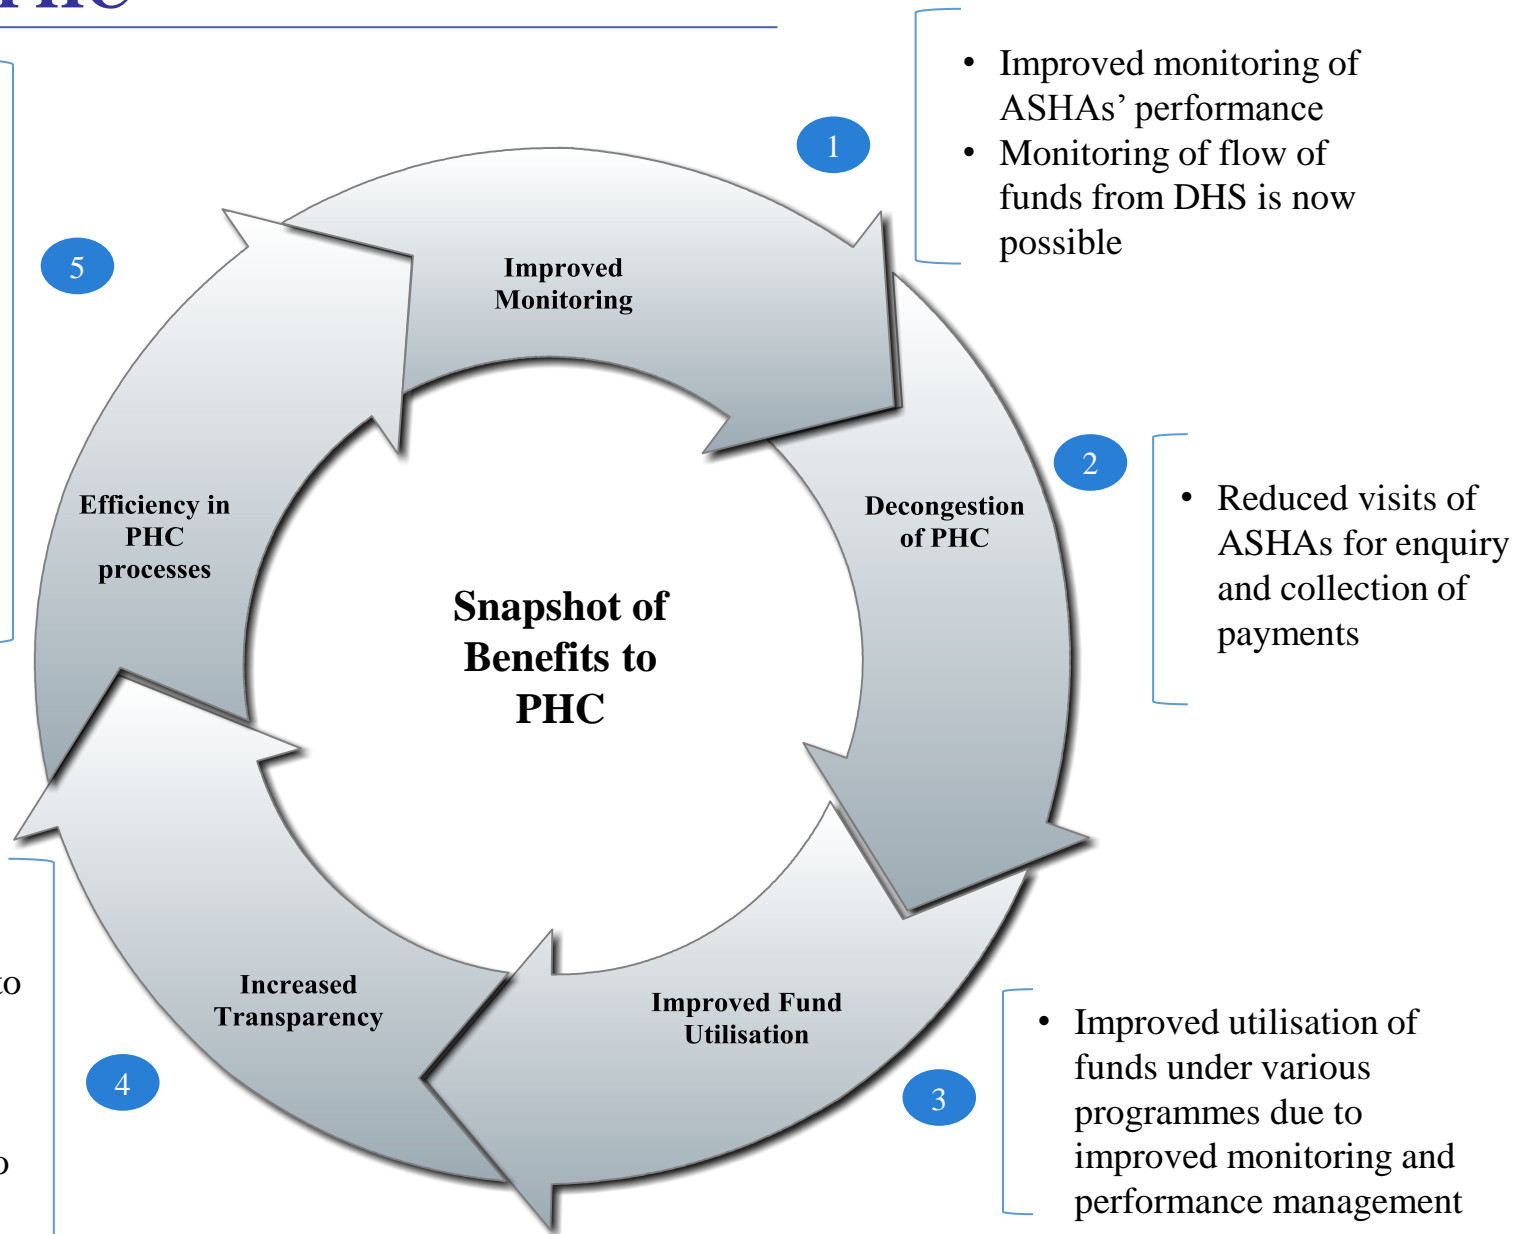 PHC
1
• Improved monitoring of
ASHAs’ performance
• Monitoring of flow of
funds from DHS is now
possible
Improved
Monitoring
5
2
Decongestion
of PHC
• Reduced visits of
ASHAs for enquiry
and collection of
payments
Efficiency in
PHC
processes
Snapshot of
Benefits to
PHC
Increased
Transparency
to
4
Improved Fund
Utilisation
3
• Improved utilisation of
funds under various
programmes due to
improved monitoring and
performance management